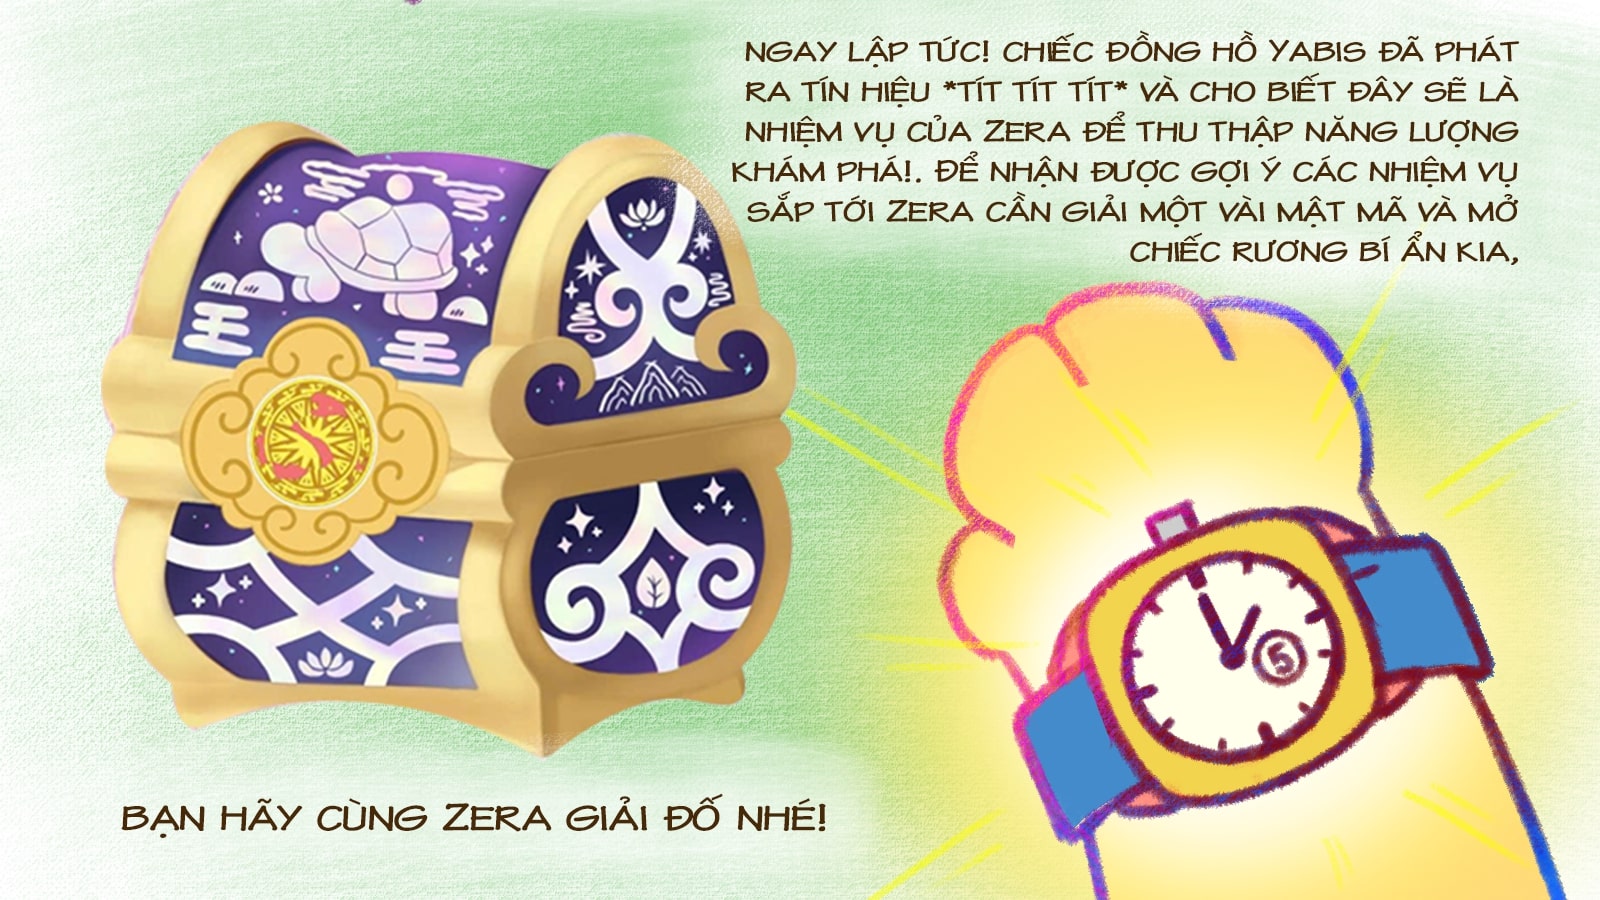 NGAY LẬP TỨC! CHIẾC ĐỒNG HỒ YABIS ĐÃ PHÁT
RA TÍN HIỆU *TÍT TÍT TÍT* VÀ CHO BIẾT ĐÂY SẼ LÀ
NHIỆM VỤ CỦA ZERA ĐỂ THU THẬP NĂNG LƯỢNG
KHÁM PHÁ!. ĐỂ NHẬN ĐƯỢC GỢI Ý CÁC NHIỆM VỤ
SẮP TỚI ZERA CẦN GIẢI MỘT VÀI MẬT MÃ VÀ MỞ
CHIẾC RƯƠNG BÍ ẨN KIA,
5
BẠN HÃY CÙNG ZERA GIẢI ĐỐ NHÉ!